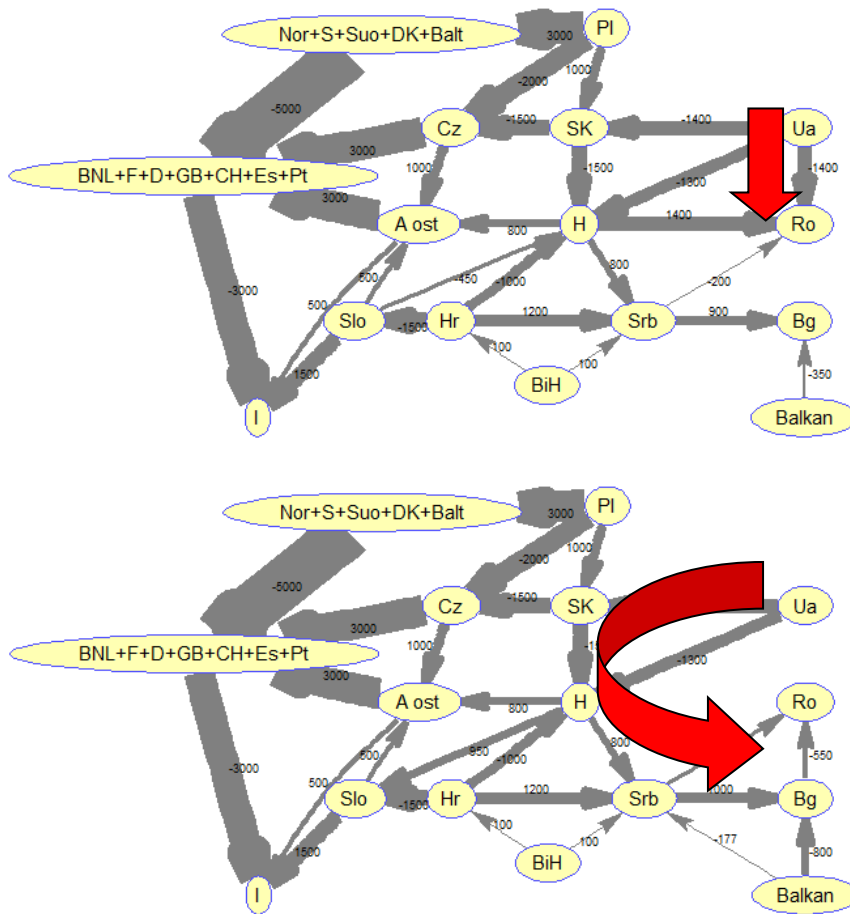 Nor+S+Suo+DK+Balt
3000
Pl
-2000
1000
-5000
Cz
-1500
SK
-1400
Ua
3000
BNL+F+D+GB+CH+Es+Pt
1000
-1500
-1300
-1400
3000
A ost
800
H
1400
Ro
500
-450
800
-200
-3000
500
-1000
Slo
-1500
Hr
1200
Srb
900
Bg
1500
100
100
BiH
-350
I
Balkan
Nor+S+Suo+DK+Balt
3000
Pl
-2000
1000
-5000
Cz
-1500
SK
Ua
3000
BNL+F+D+GB+CH+Es+Pt
1000
-1300
3000
A ost
800
H
Ro
500
950
800
-550
-3000
500
-1000
Slo
-1500
Hr
1200
Srb
1000
Bg
1500
100
100
-177
-800
BiH
I
Balkan